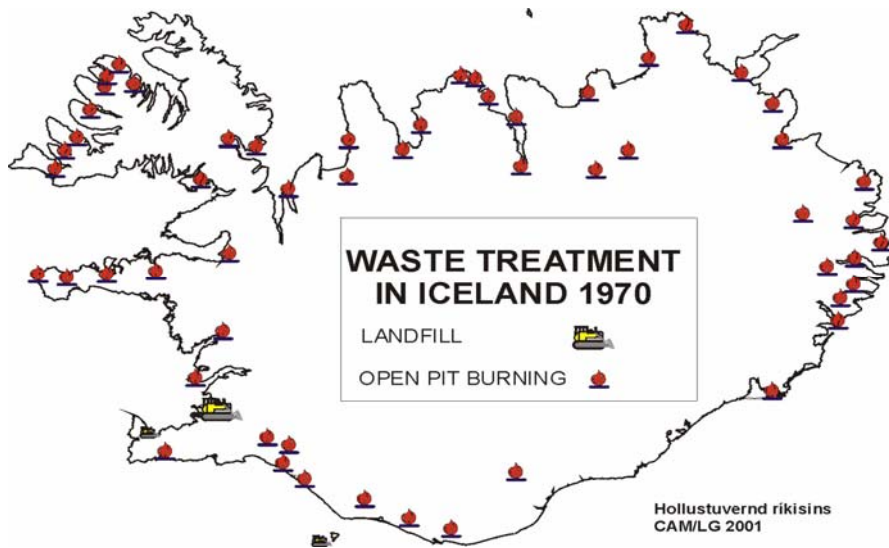 WASTE TREATMENT
IN ICELAND 1970
LANDFILL
OPEN PIT BURNING
Hollustuvernd ríkisins
CAM/LG 2001